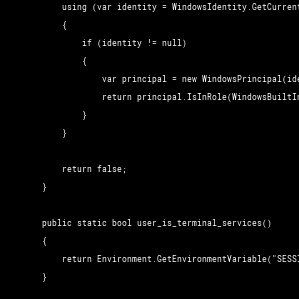 using (var identity = WindowsIdentity.GetCurrent
{
if (identity != null)
{
var principal = new WindowsPrincipal(ide
return principal.IsInRole(WindowsBuiltIn
}
}
return false;
}
public static bool user_is_terminal_services()
{
return Environment.GetEnvironmentVariable("SESSI
}